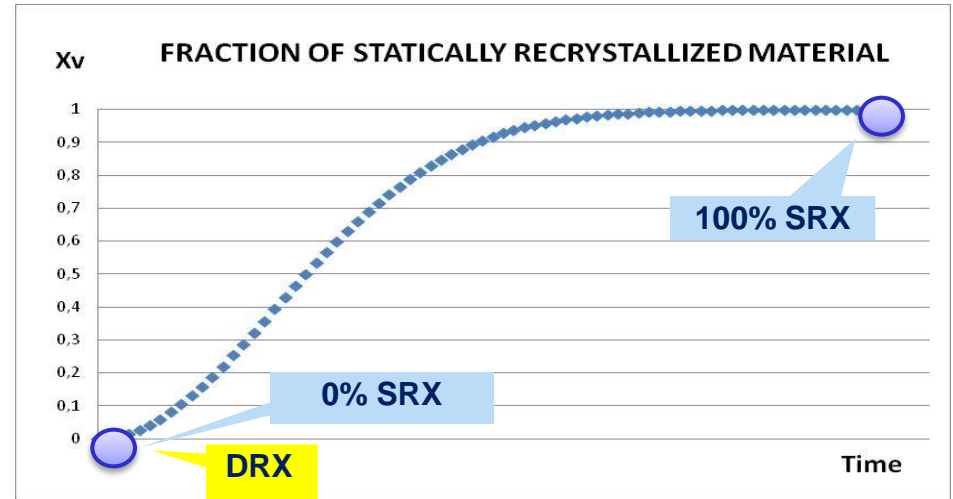 Xv
FRACTION OF STATICALLY RECRYSTALLIZED MATERIAL
1
0,9
0,8
0,7
0,6
0,5
0,4
0,3
0,2
0,1
0
100% SRX
0% SRX
DRX
Time